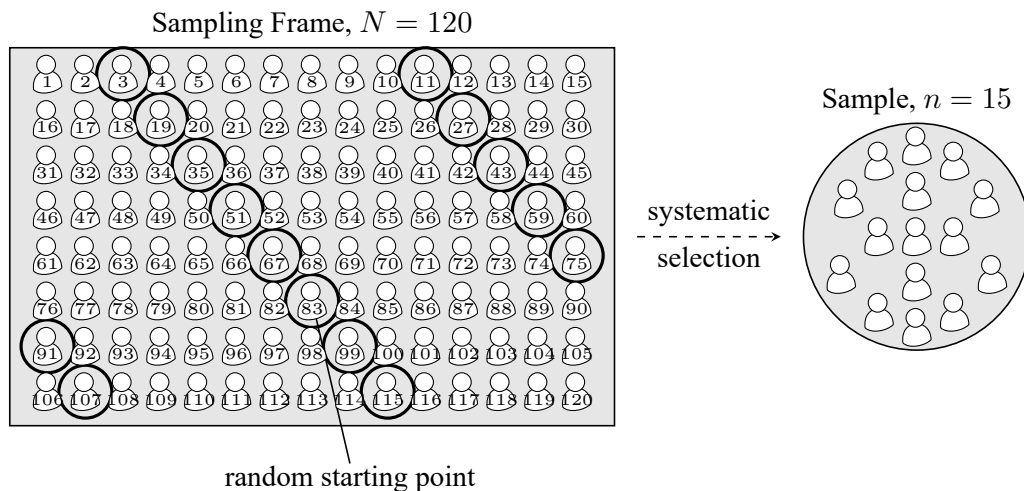 Sampling Frame, N = 120
1 2 3 4 5 6 7 8 9 10 11 12 13 14 15
16 17 18 19 20 21 22 23 24 25 26 27 28 29 30
31 32 33 34 35 36 37 38 39 40 41 42 43 44 45
46 47 48 49 50 51 52 53 54 55 56 57 58 59 60
61 62 63 64 65 66 67 68 69 70 71 72 73 74 75
76 77 78 79 80 81 82 83 84 85 86 87 88 89 90
91 92 93 94 95 96 97 98 99 100 101 102 103 104 105
106 107 108 109 110 111 112 113 114 115 116 117 118 119 120
random starting point
systematic
selection
Sample, n = 15